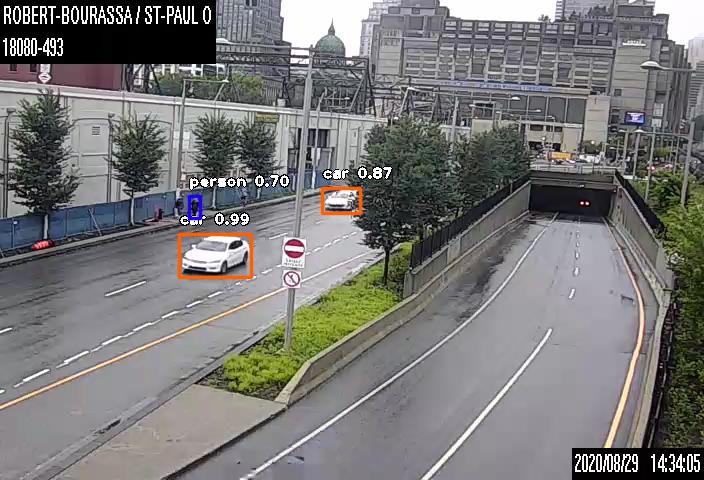 ROBERT-BOURASSA / ST-PAUL O
18080-493
person 0.70
car 0.87
car 0.99
2020/08/29 14:34:05